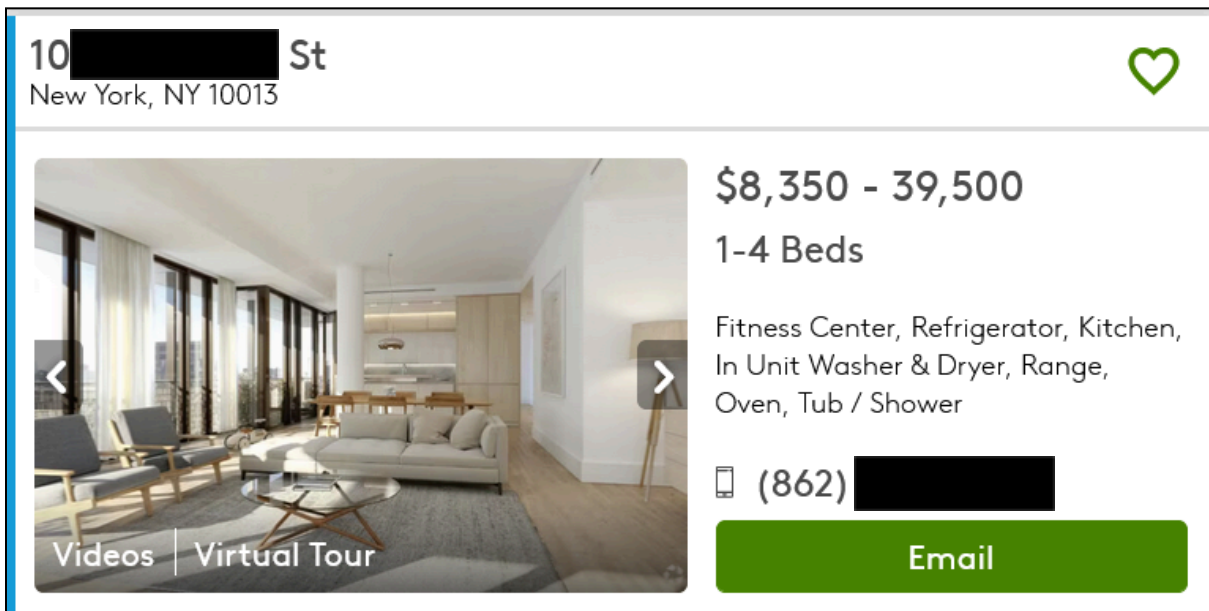 10 St
New York, NY 10013
$8,350 - 39,500
1-4 Beds
Fitness Center, Refrigerator, Kitchen,
In Unit Washer & Dryer, Range,
Oven, Tub / Shower
(862)
Email
Videos | Virtual Tour